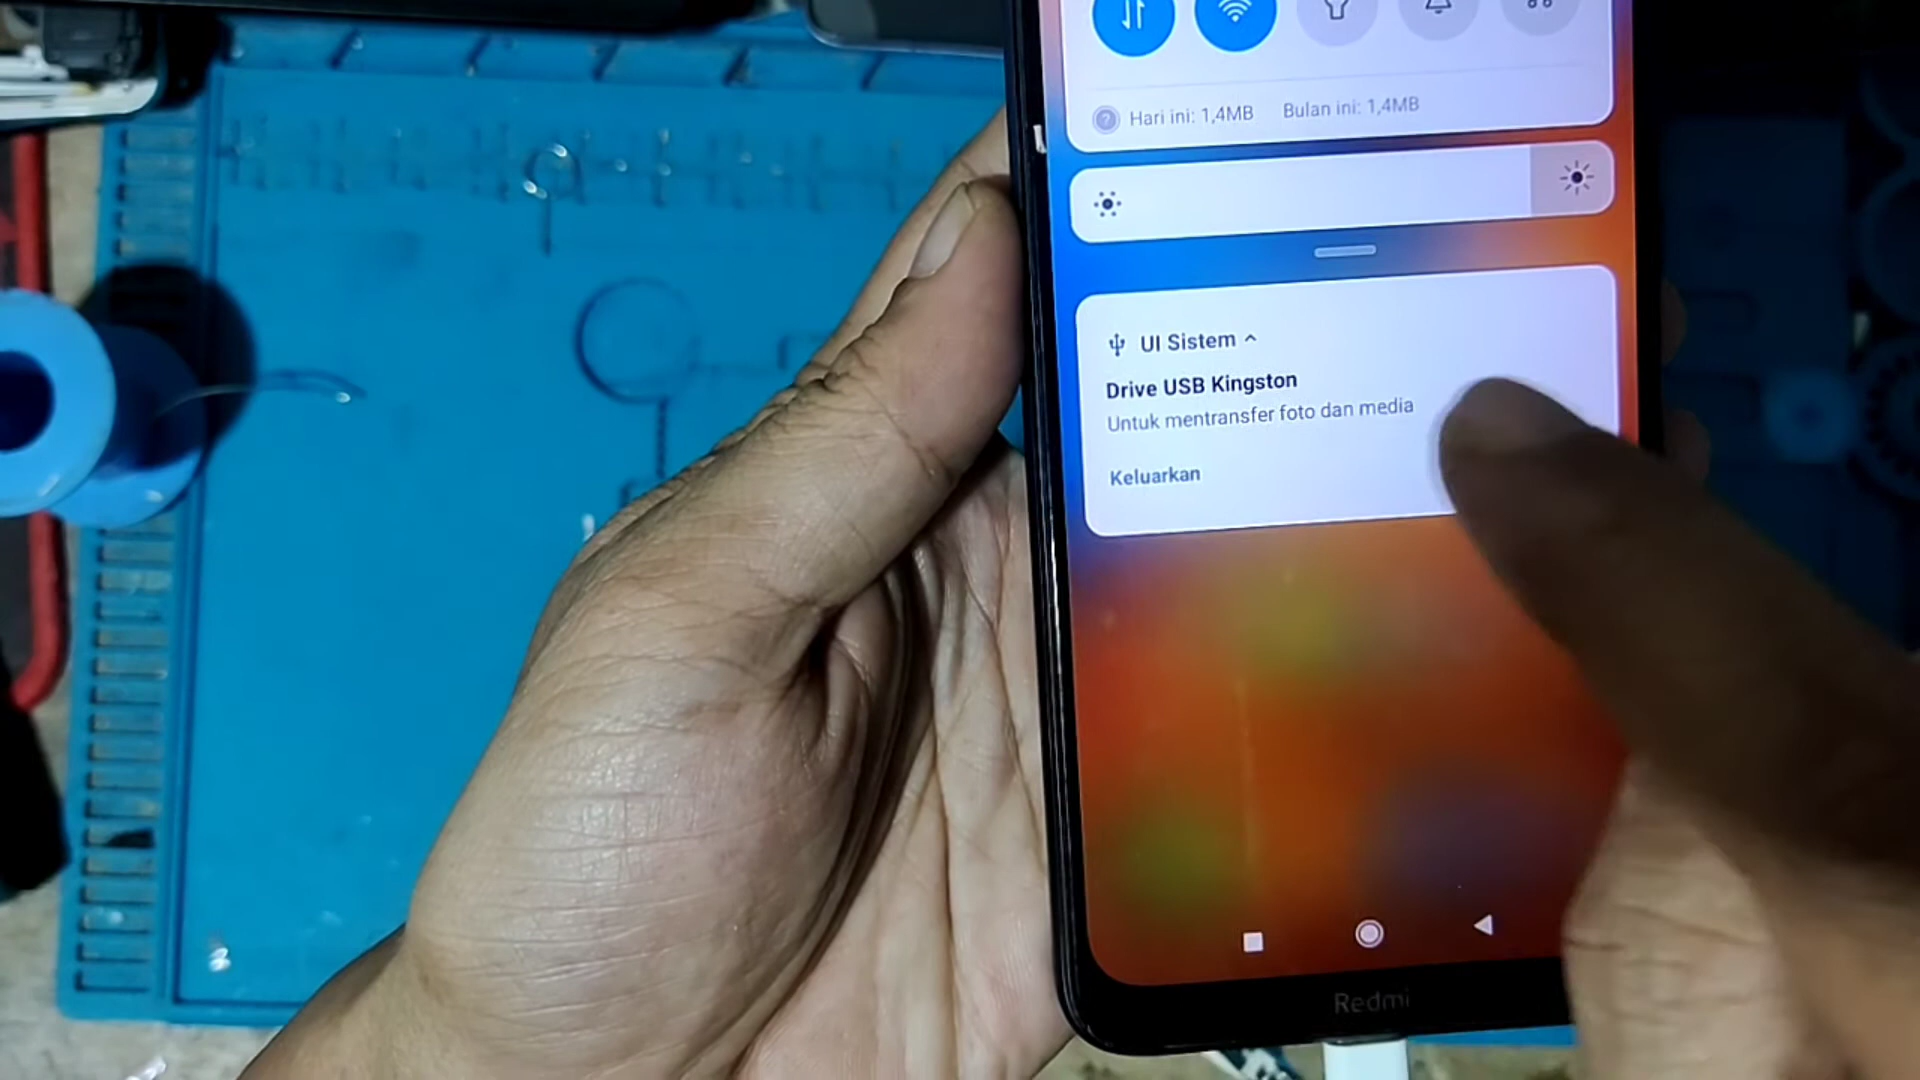 Hari ini: 1,4MB Bulan ini: 1,4MB
UI Sistem
Drive USB Kingston
Untuk mentransfer foto dan media
Keluarkan
Redmi